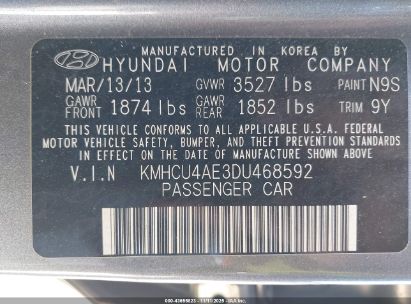 MANUFACTURED IN KOREA BY
HYUNDAI MOTOR COMPANY
MAR/13/13 GVWR 3527 lbs PAINT N9S
GAWR FRONT 1874 lbs GAWR REAR 1852 lbs TRIM 9Y
THIS VEHICLE CONFORMS TO ALL APPLICABLE U.S.A. FEDERAL
MOTOR VEHICLE SAFETY, BUMPER, AND THEFT PREVENTION STANDARDS
IN EFFECT ON THE DATE OF MANUFACTURE SHOWN ABOVE
V.I.N KMHCU4AE3DU468592
PASSENGER CAR